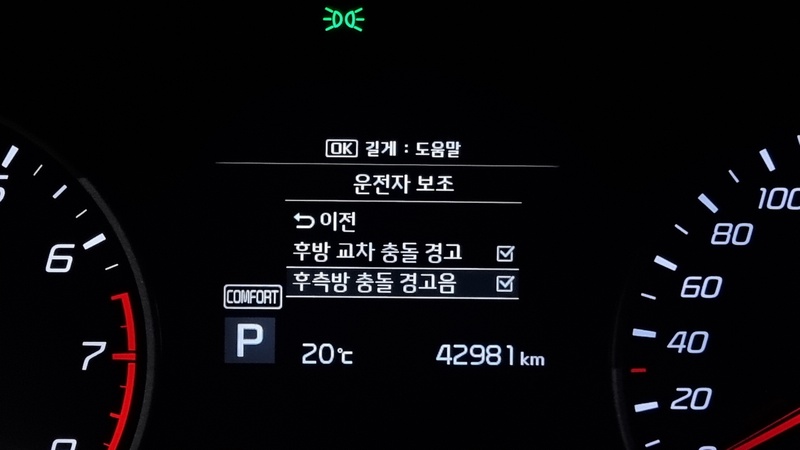 OK 길게 : 도움말
운전자 보조
이전
후방 교차 충돌 경고
후측방 충돌 경고음
COMFORT
P
20℃ 42981 km
6
7
100
80
60
40
20